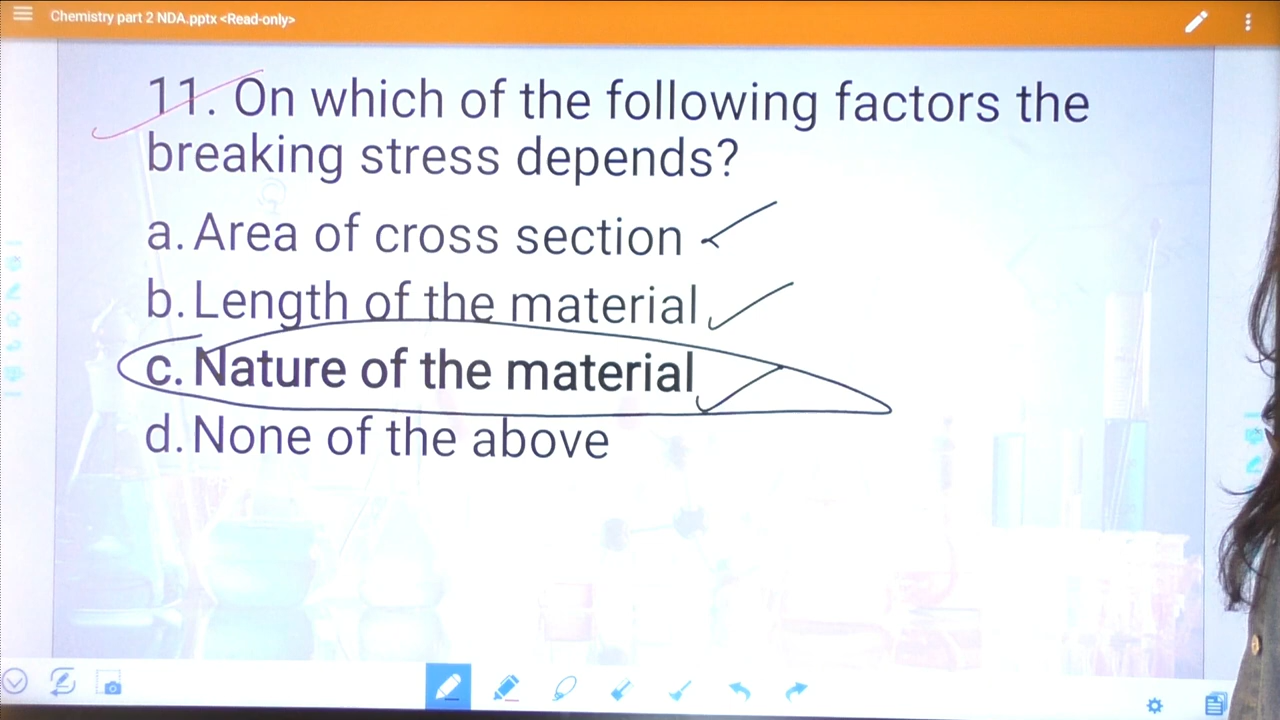 Chemistry part 2 NDA.pptx <Read-only>
11. On which of the following factors the
breaking stress depends?
a. Area of cross section
b. Length of the material
c. Nature of the material
d. None of the above